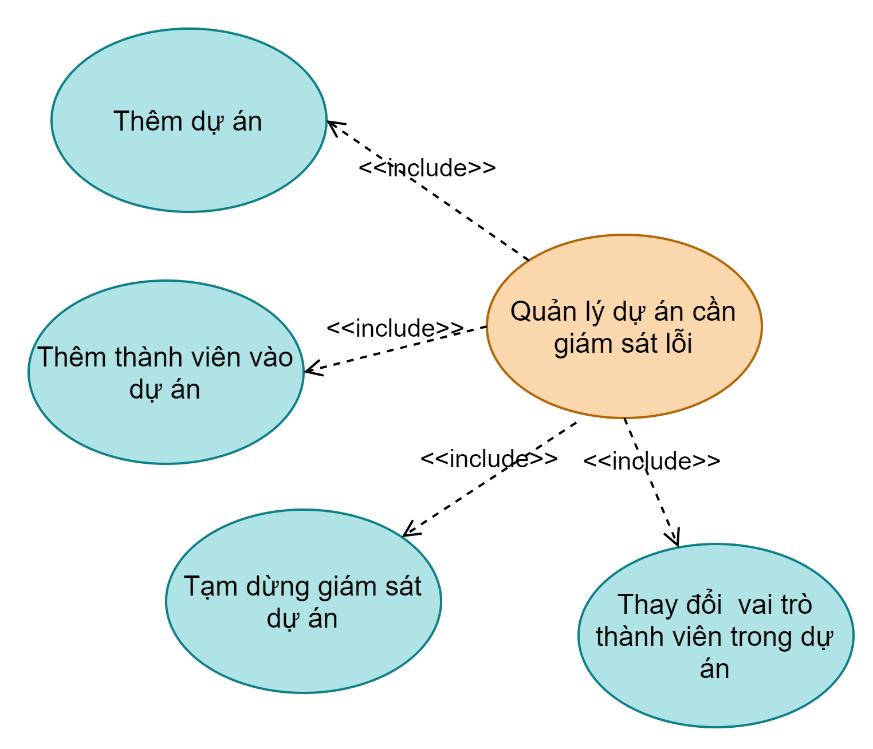 Thêm dự án
<<include>>
Quản lý dự án cần
giám sát lỗi
<<include>>
Thêm thành viên vào
dự án
<<include>>
<<include>>
Tạm dừng giám sát
dự án
Thay đổi  vai trò
thành viên trong dự
án